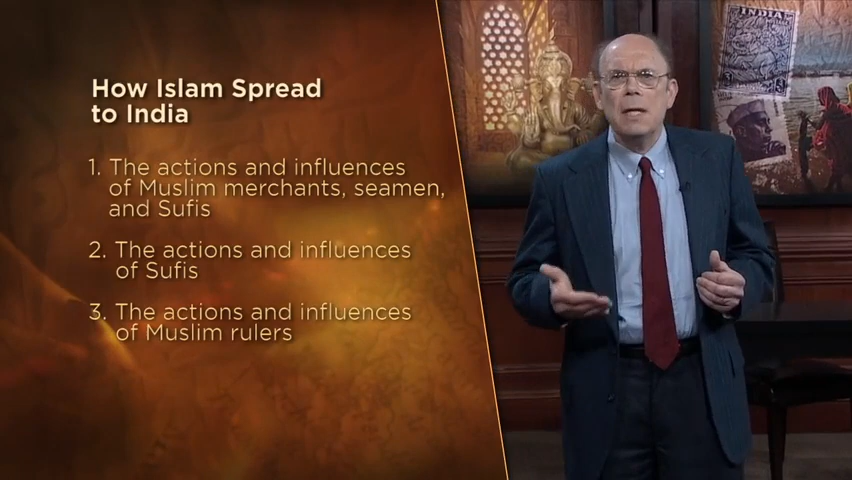 How Islam Spread
to India
1. The actions and influences
of Muslim merchants, seamen,
and Sufis
2. The actions and influences
of Sufis
3. The actions and influences
of Muslim rulers
INDIA